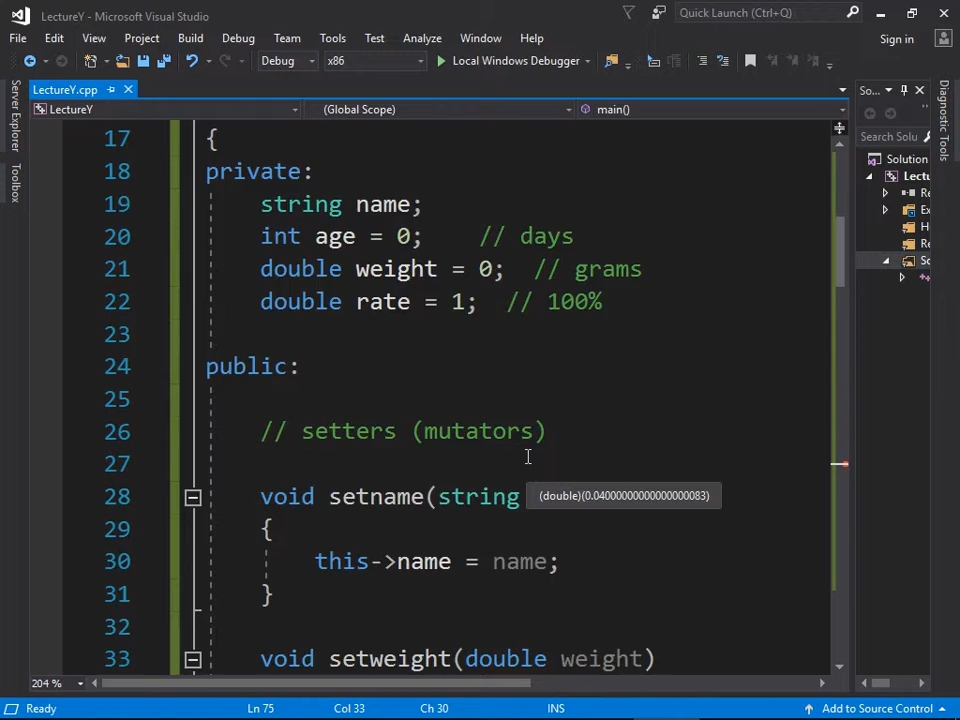 LectureY - Microsoft Visual Studio
Quick Launch (Ctrl+Q)
File Edit View Project Build Debug Team Tools Test Analyze Window Help
Sign in
Debug x86 Local Windows Debugger
LectureY.cpp
So...
LectureY (Global Scope) main()
Server Explorer
Toolbox
Diagnostic Tools
Search Solu
Solution
Lectu
Re
Ex
H
Re
So
17 {
18 private:
19 string name;
20 int age = 0; // days
21 double weight = 0; // grams
22 double rate = 1; // 100%
23
24 public:
25
26 // setters (mutators)
27
28 void setname(string
(double)(0.04000000000000000083)
29 {
30 this->name = name;
31 }
32
33 void setweight(double weight)
204 %
Ready Ln 75 Col 33 Ch 30 INS Add to Source Control